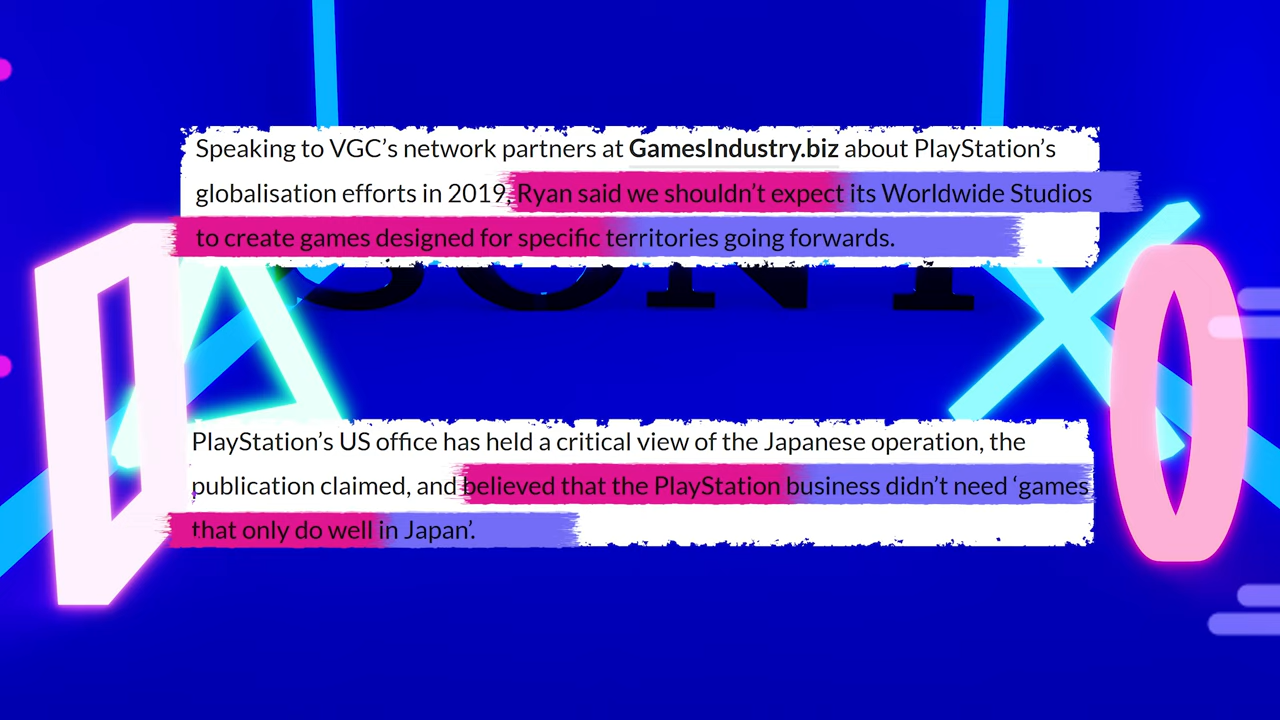 Speaking to VGC’s network partners at GamesIndustry.biz about PlayStation’s
globalisation efforts in 2019, Ryan said we shouldn’t expect its Worldwide Studios
to create games designed for specific territories going forwards.
SONY
PlayStation’s US office has held a critical view of the Japanese operation, the
publication claimed, and believed that the PlayStation business didn’t need ‘games
that only do well in Japan’.